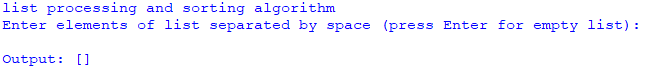 list processing and sorting algorithm
Enter elements of list separated by space (press Enter for empty list):
Output: []